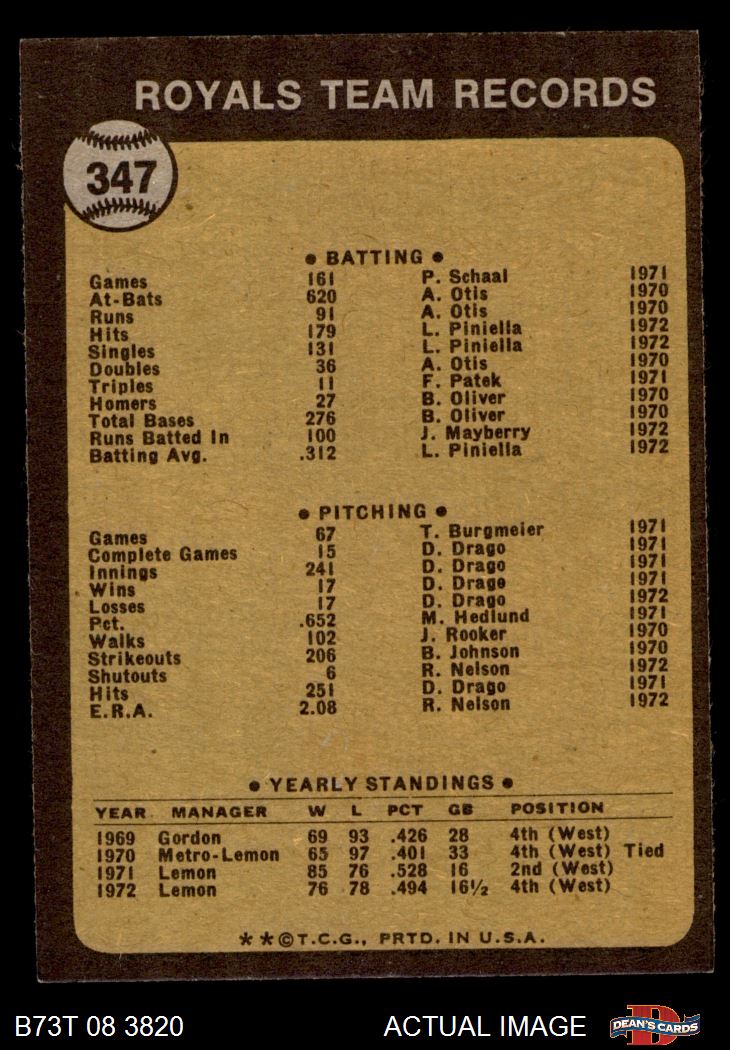 ROYALS TEAM RECORDS
347
• BATTING •
Games 161 P. Schaal 1971
At-Bats 620 A. Otis 1970
Runs 91 A. Otis 1970
Hits 179 L. Piniella 1972
Singles 131 L. Piniella 1972
Doubles 36 A. Otis 1970
Triples 11 F. Patek 1971
Homers 27 B. Oliver 1970
Total Bases 276 B. Oliver 1970
Runs Batted In 100 J. Mayberry 1972
Batting Avg. .312 L. Piniella 1972
• PITCHING •
Games 67 T. Burgmeier 1971
Complete Games 15 D. Drago 1971
Innings 241 D. Drago 1971
Wins 17 D. Drago 1971
Losses 17 D. Drago 1972
Pct. .652 M. Hedlund 1971
Walks 102 J. Rooker 1970
Strikeouts 206 B. Johnson 1970
Shutouts 6 R. Nelson 1972
Hits 251 D. Drago 1971
E.R.A. 2.08 R. Nelson 1972
• YEARLY STANDINGS •
YEAR MANAGER W L PCT GB POSITION
1969 Gordon 69 93 .426 28 4th (West)
1970 Metro-Lemon 65 97 .401 33 4th (West) Tied
1971 Lemon 85 76 .528 16 2nd (West)
1972 Lemon 76 78 .494 16½ 4th (West)
**©T.C.G., PRTD. IN U.S.A.
B73T 08 3820 ACTUAL IMAGE DEAN'S CARDS